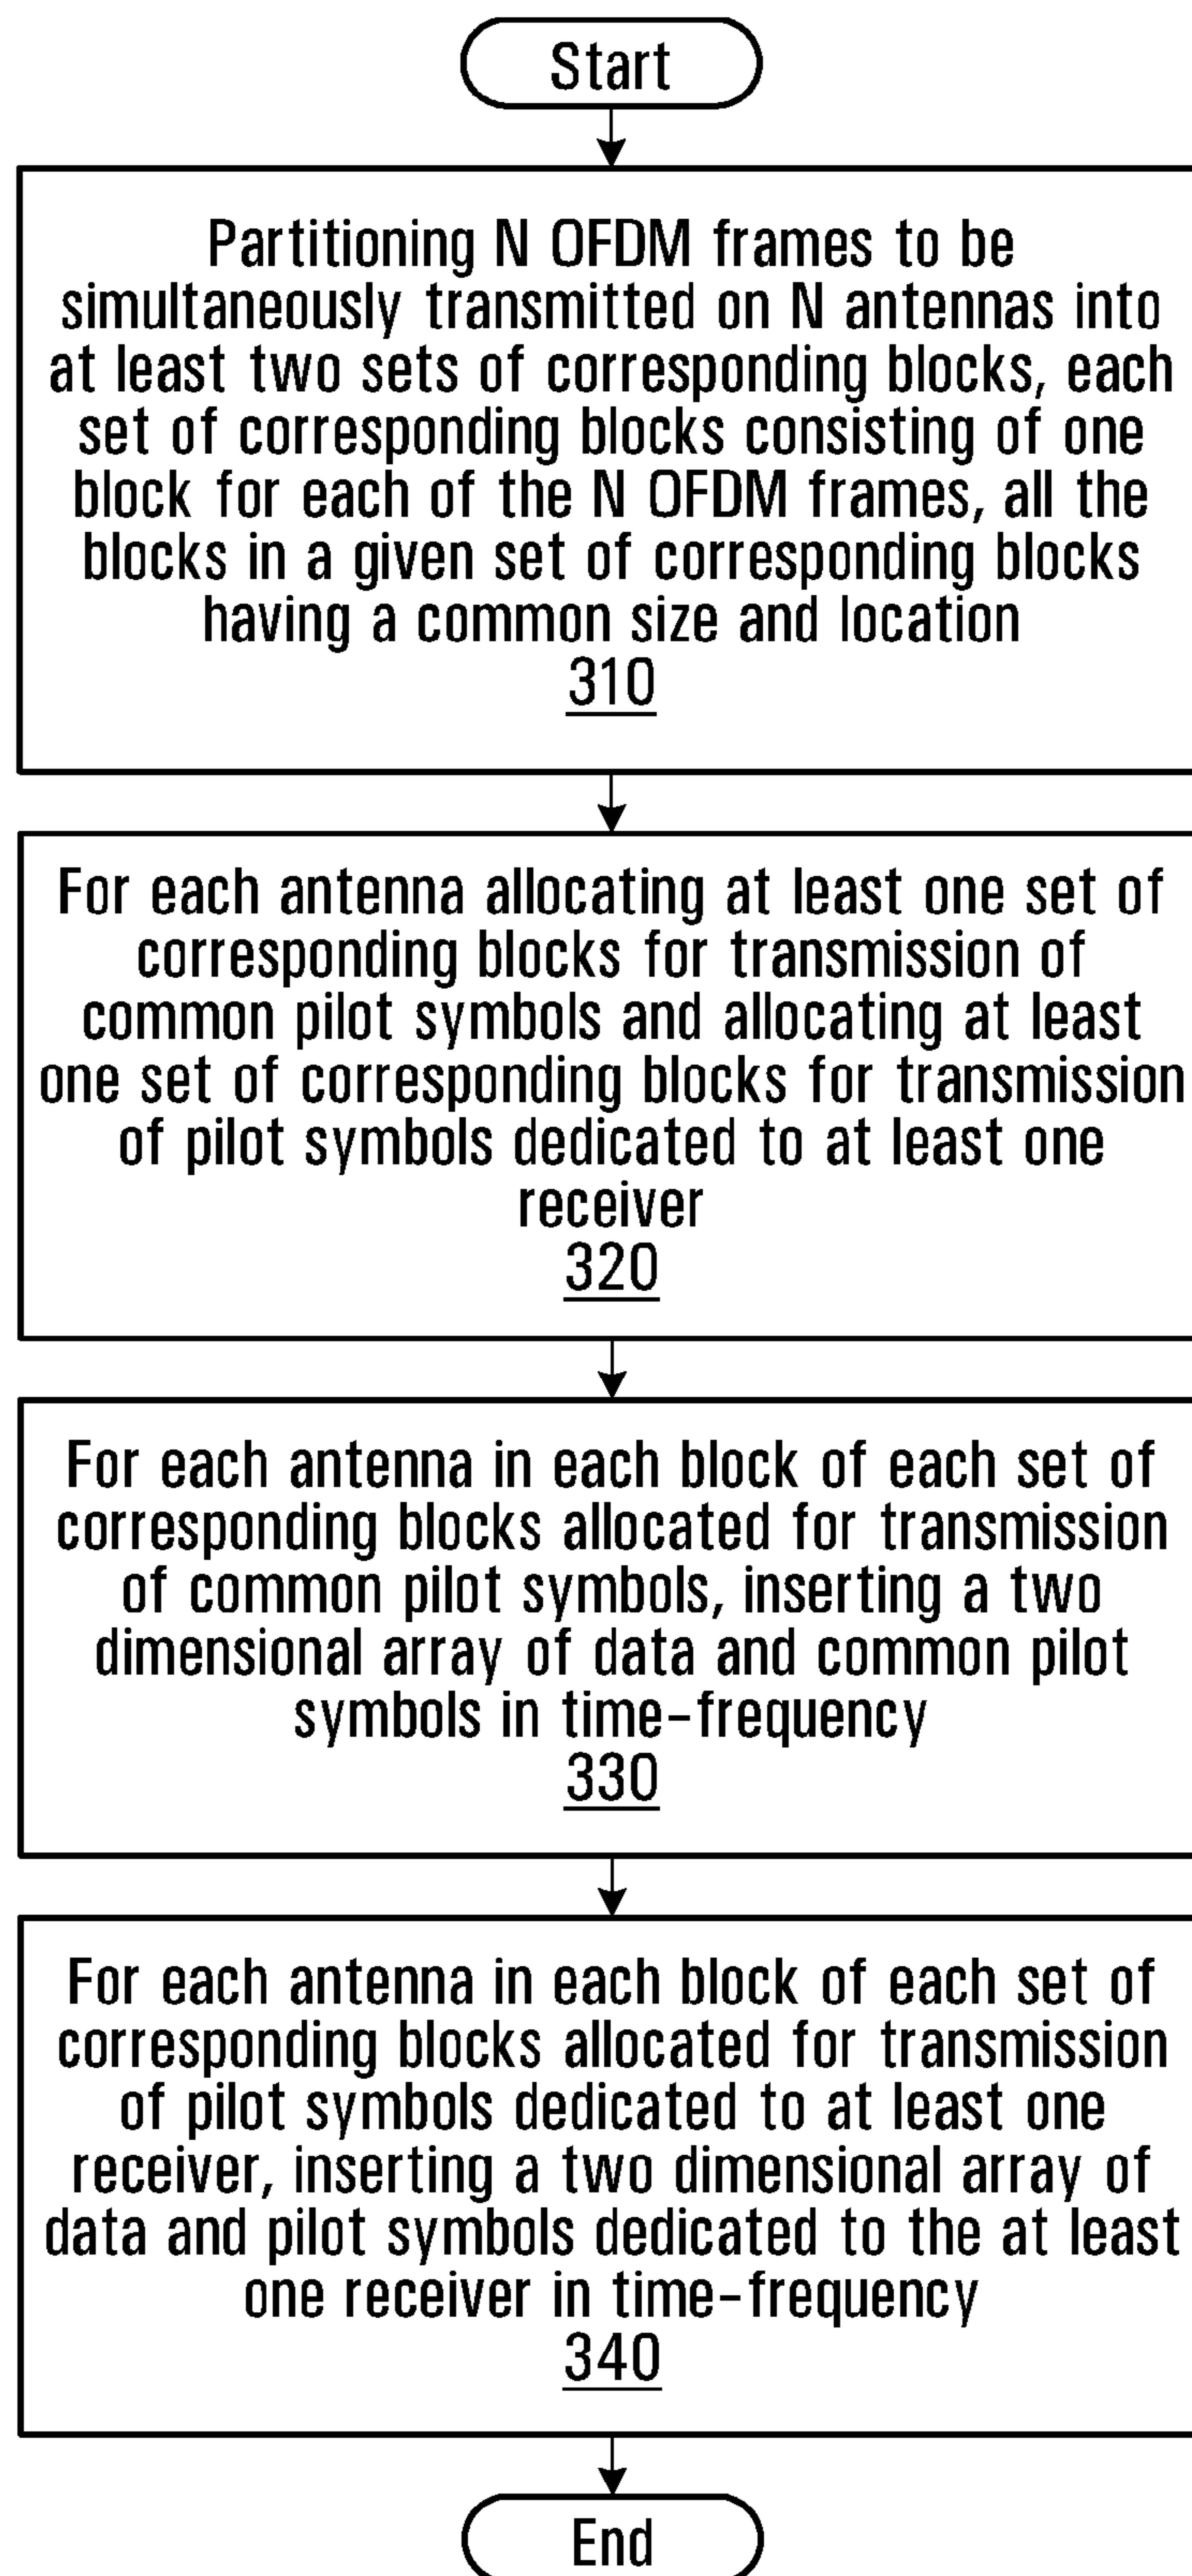 Start
Partitioning N OFDM frames to be
simultaneously transmitted on N antennas into
at least two sets of corresponding blocks, each
set of corresponding blocks consisting of one
block for each of the N OFDM frames, all the
blocks in a given set of corresponding blocks
having a common size and location
310
For each antenna allocating at least one set of
corresponding blocks for transmission of
common pilot symbols and allocating at least
one set of corresponding blocks for transmission
of pilot symbols dedicated to at least one
receiver
320
For each antenna in each block of each set of
corresponding blocks allocated for transmission
of common pilot symbols, inserting a two
dimensional array of data and common pilot
symbols in time-frequency
330
For each antenna in each block of each set of
corresponding blocks allocated for transmission
of pilot symbols dedicated to at least one
receiver, inserting a two dimensional array of
data and pilot symbols dedicated to the at least
one receiver in time-frequency
340
End